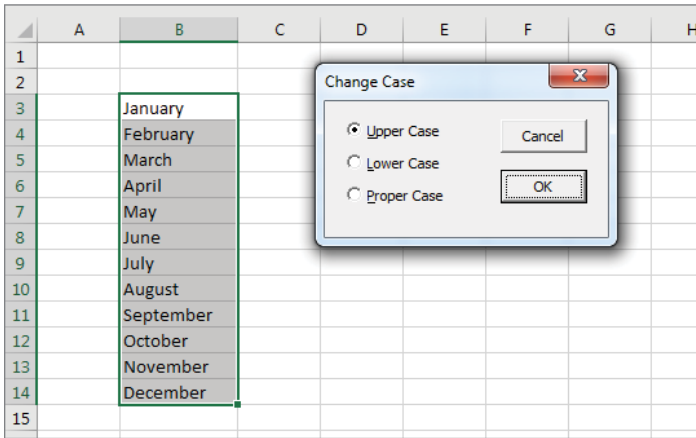 A B C D E F G H
1
2
3 January
4 February
5 March
6 April
7 May
8 June
9 July
10 August
11 September
12 October
13 November
14 December
15
Change Case
Upper Case
Lower Case
Proper Case
Cancel
OK